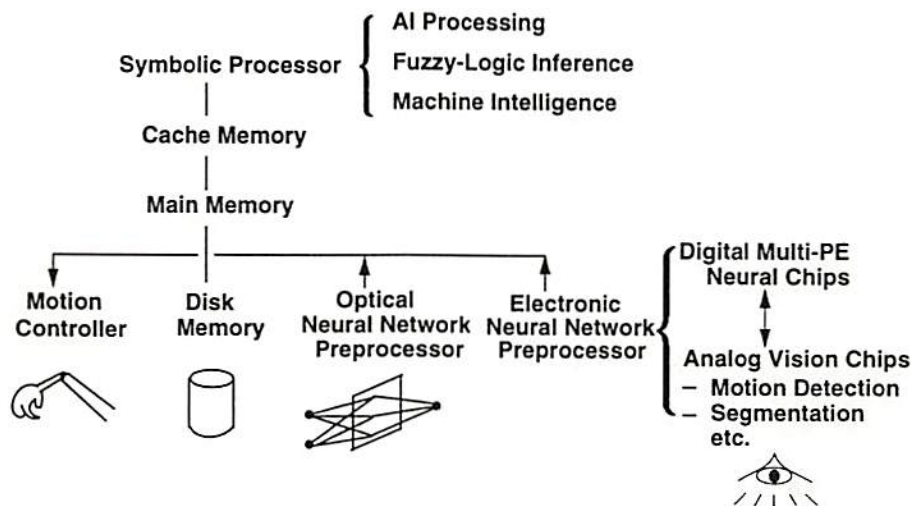 AI Processing
Symbolic Processor
Fuzzy-Logic Inference
Machine Intelligence
Cache Memory
Main Memory
Motion
Controller
Disk
Memory
Optical
Neural Network
Preprocessor
Electronic
Neural Network
Preprocessor
Digital Multi-PE
Neural Chips
Analog Vision Chips
– Motion Detection
– Segmentation
etc.